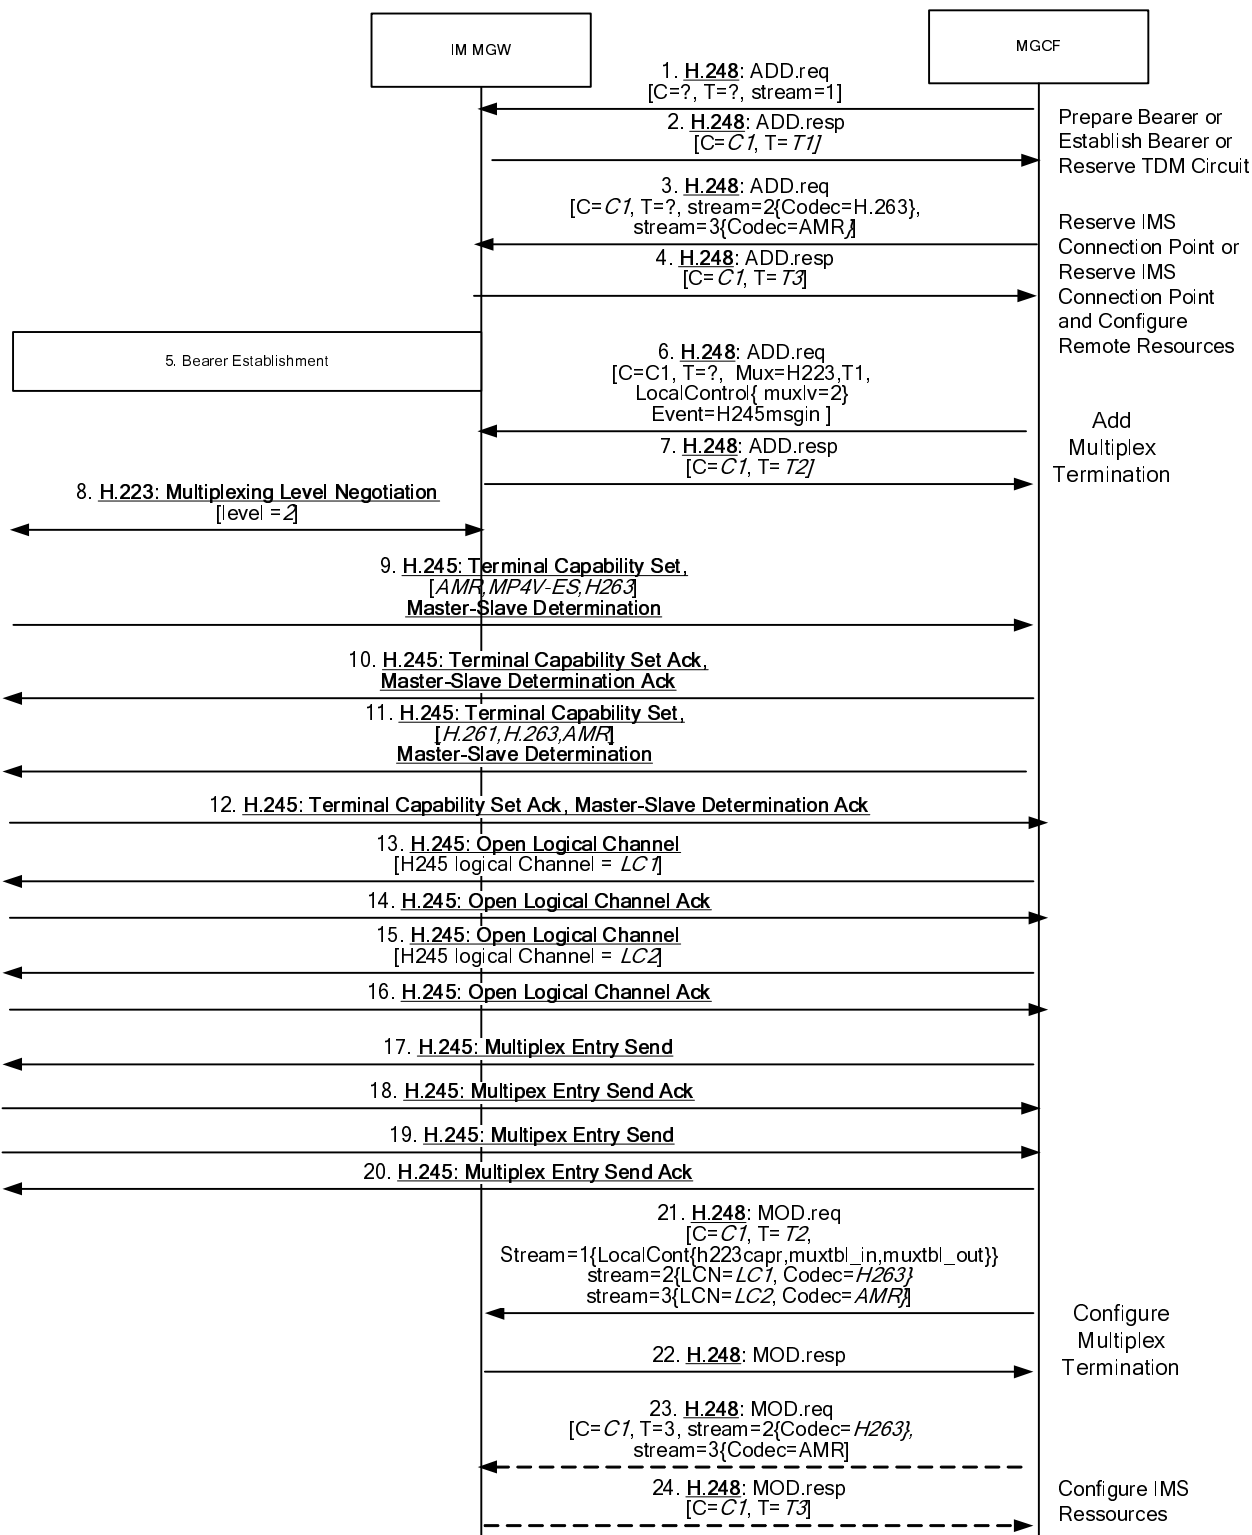 IM MGW
MGCF
1. H.248: ADD.req
[C=?, T=?, stream=1]
2. H.248: ADD.resp
[C=C1, T=T1]
Prepare Bearer or
Establish Bearer or
Reserve TDM Circuit
3. H.248: ADD.req
[C=C1, T=?, stream=2{Codec=H.263},
stream=3{Codec=AMR}]
4. H.248: ADD.resp
[C=C1, T=T3]
Reserve IMS
Connection Point or
Reserve IMS
Connection Point
and Configure
Remote Resources
5. Bearer Establishment
6. H.248: ADD.req
[C=C1, T=?, Mux=H223,T1,
LocalControl{ muxlv=2}
Event=H245msgin ]
7. H.248: ADD.resp
[C=C1, T=T2]
Add
Multiplex
Termination
8. H.223: Multiplexing Level Negotiation
[level =2]
9. H.245: Terminal Capability Set,
[AMR,MP4V-ES,H263]
Master-Slave Determination
10. H.245: Terminal Capability Set Ack,
Master-Slave Determination Ack
11. H.245: Terminal Capability Set,
[H.261,H.263,AMR]
Master-Slave Determination
12. H.245: Terminal Capability Set Ack, Master-Slave Determination Ack
13. H.245: Open Logical Channel
[H245 logical Channel = LC1]
14. H.245: Open Logical Channel Ack
15. H.245: Open Logical Channel
[H245 logical Channel = LC2]
16. H.245: Open Logical Channel Ack
17. H.245: Multiplex Entry Send
18. H.245: Multipex Entry Send Ack
19. H.245: Multipex Entry Send
20. H.245: Multiplex Entry Send Ack
21. H.248: MOD.req
[C=C1, T=T2,
Stream=1{LocalCont{h223capr,muxtbl_in,muxtbl_out}}
stream=2{LCN=LC1, Codec=H263}
stream=3{LCN=LC2, Codec=AMR}]
22. H.248: MOD.resp
Configure
Multiplex
Termination
23. H.248: MOD.req
[C=C1, T=3, stream=2{Codec=H263},
stream=3{Codec=AMR]
24. H.248: MOD.resp
[C=C1, T=T3]
Configure IMS
Ressources